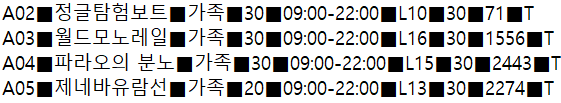 A02■정글탐험보트■가족■30■09:00-22:00■L10■30■71■T
A03■월드모노레일■가족■30■09:00-22:00■L16■30■1556■T
A04■파라오의 분노■가족■30■09:00-22:00■L15■30■2443■T
A05■제네바유람선■가족■20■09:00-22:00■L13■30■2274■T